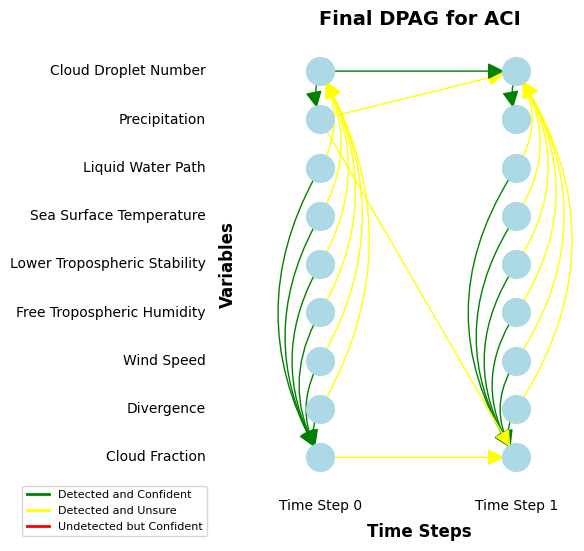 Final DPAG for ACI
Cloud Droplet Number
Precipitation
Liquid Water Path
Sea Surface Temperature
Lower Tropospheric Stability
Free Tropospheric Humidity
Wind Speed
Divergence
Cloud Fraction
Variables
Time Step 0
Time Step 1
Time Steps
Detected and Confident
Detected and Unsure
Undetected but Confident